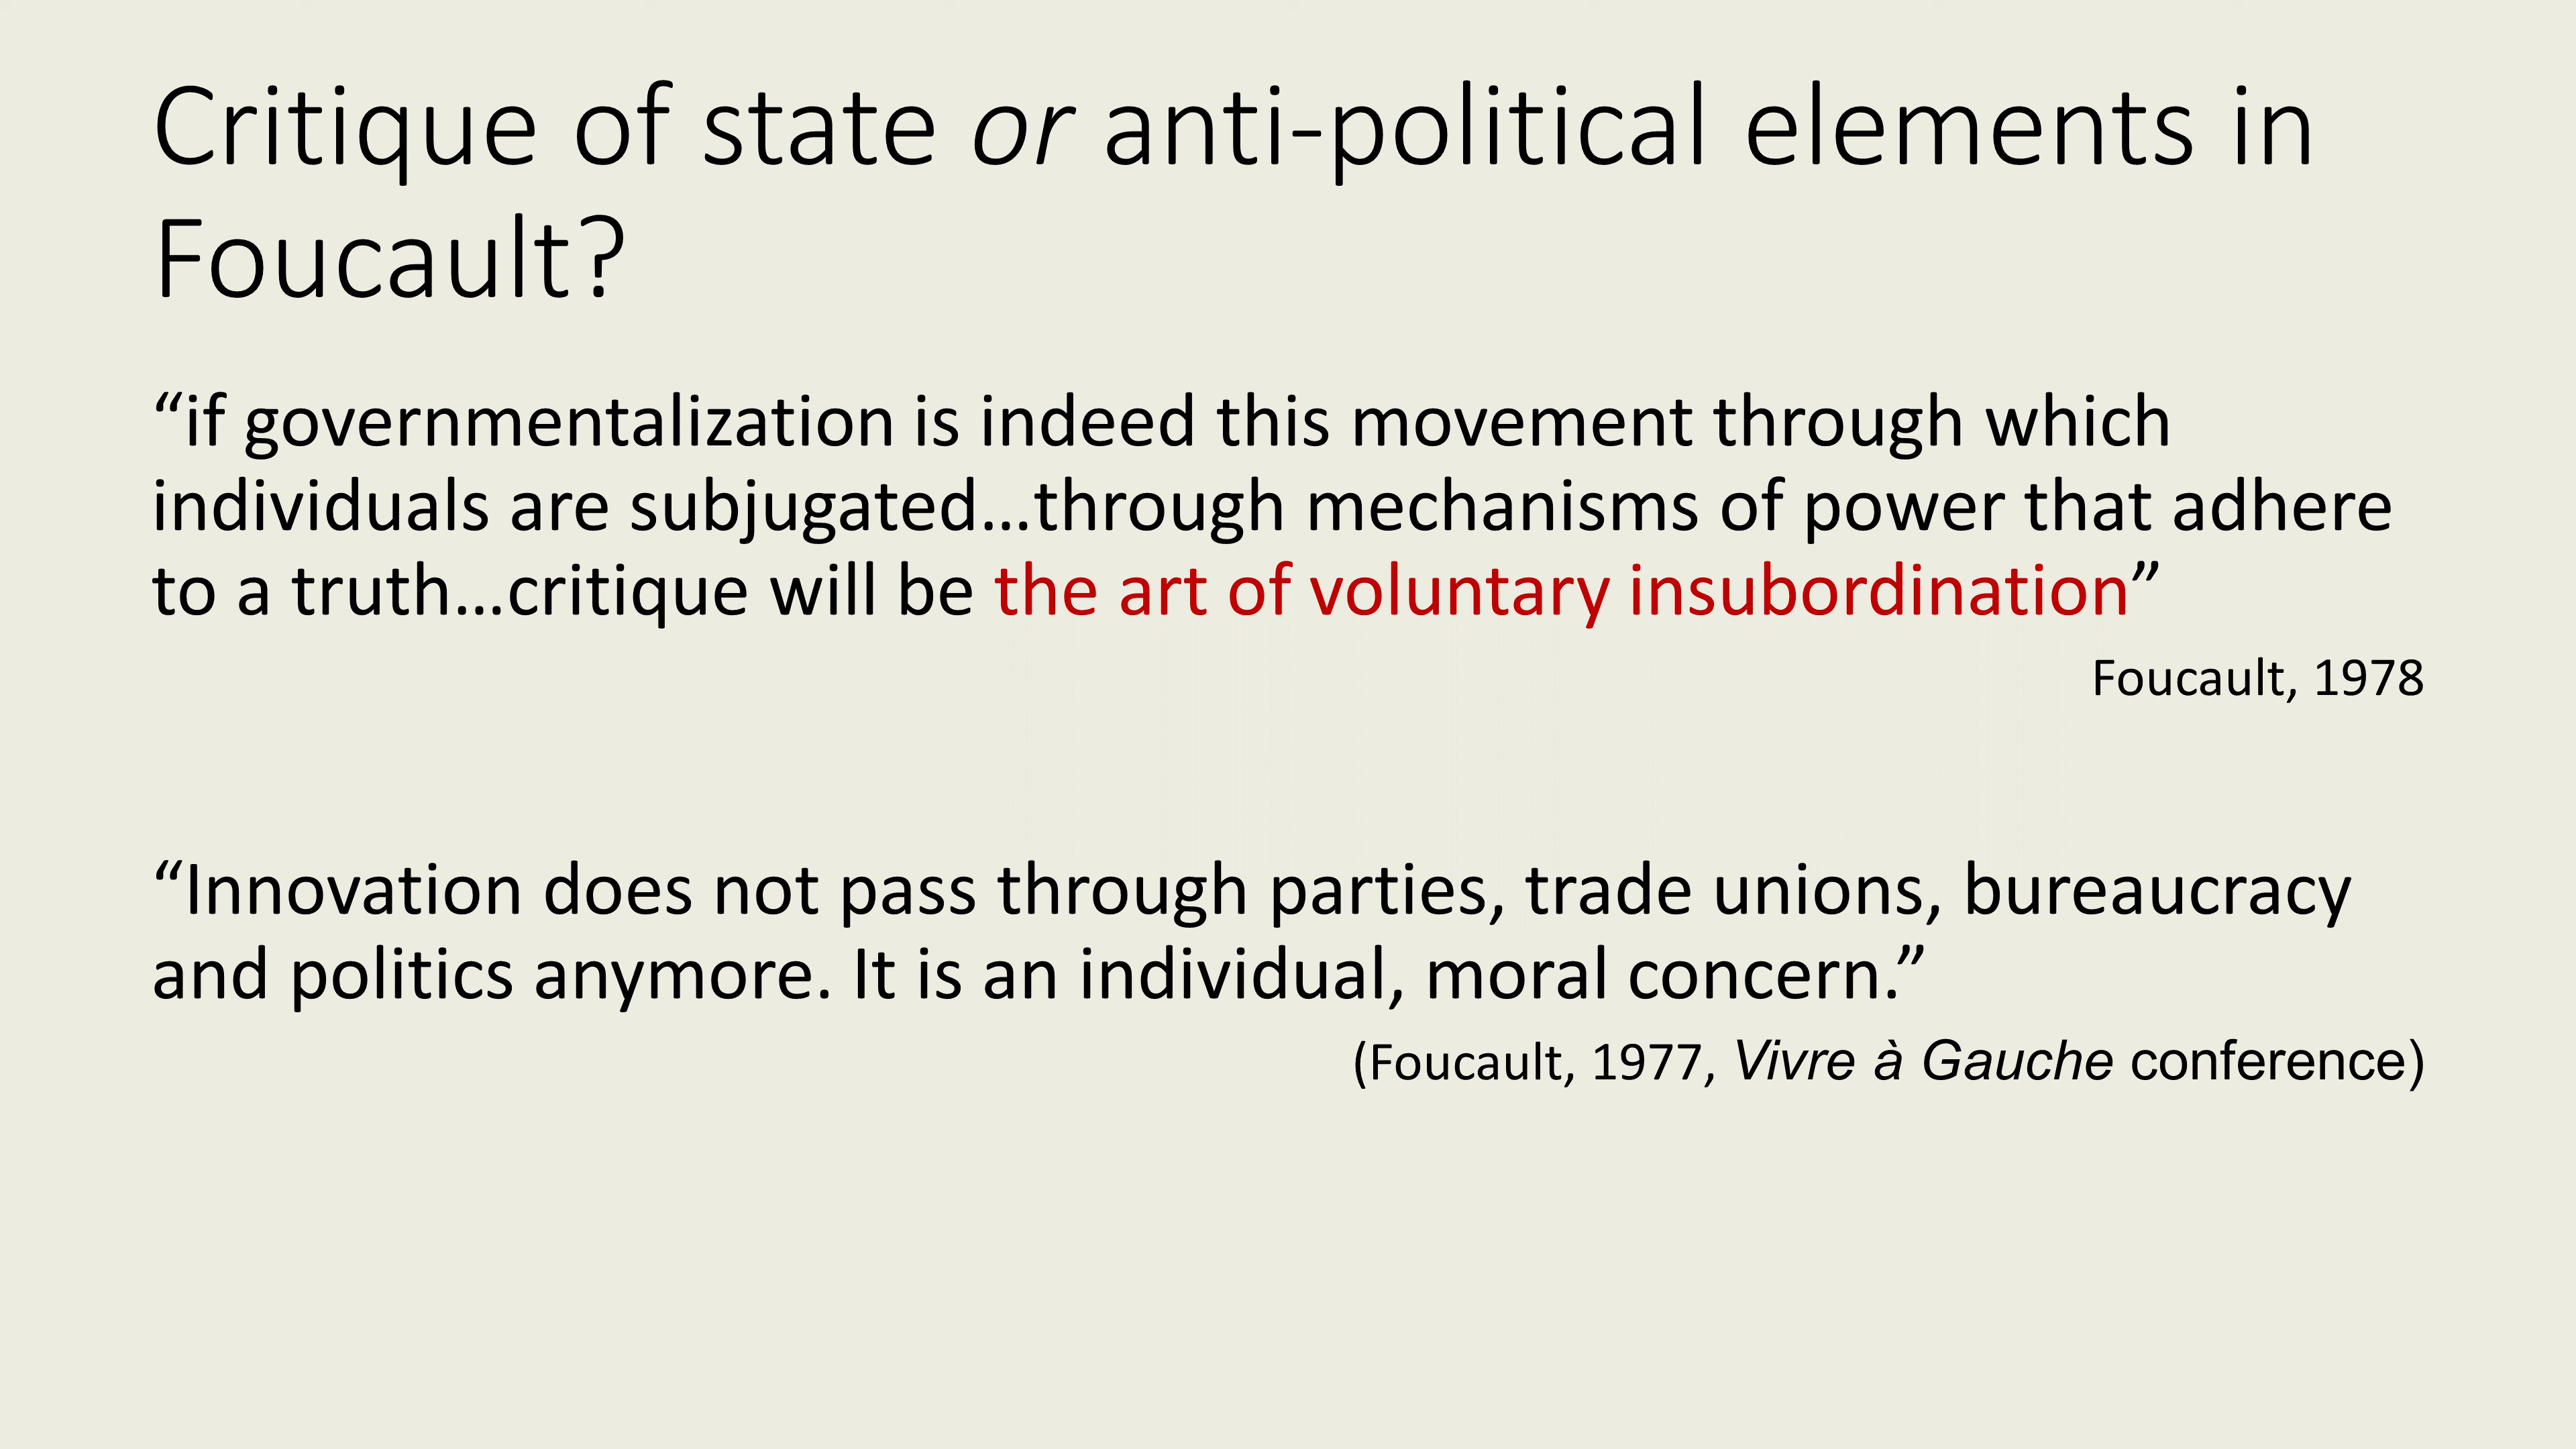 Critique of state or anti-political elements in
Foucault?
“if governmentalization is indeed this movement through which
individuals are subjugated…through mechanisms of power that adhere
to a truth…critique will be the art of voluntary insubordination”
Foucault, 1978
“Innovation does not pass through parties, trade unions, bureaucracy
and politics anymore. It is an individual, moral concern.”
(Foucault, 1977, Vivre à Gauche conference)